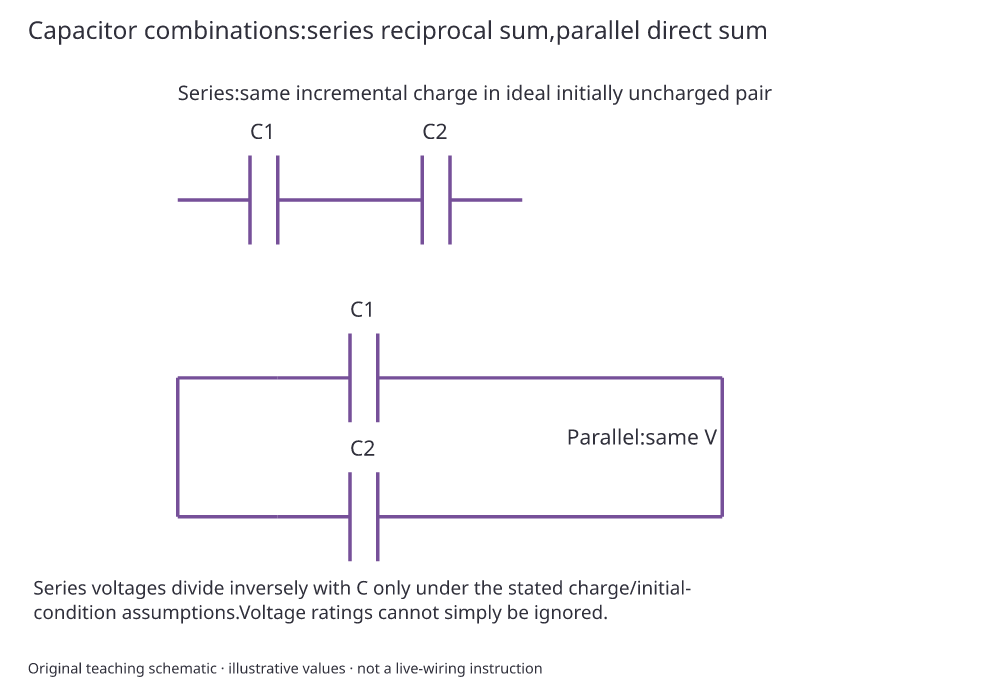 Capacitor combinations:series reciprocal sum,parallel direct sum
Series:same incremental charge in ideal initially uncharged pair
C1 C2
C1
Parallel:same V
C2
Series voltages divide inversely with C only under the stated charge/initial-
condition assumptions.Voltage ratings cannot simply be ignored.
Original teaching schematic · illustrative values · not a live-wiring instruction